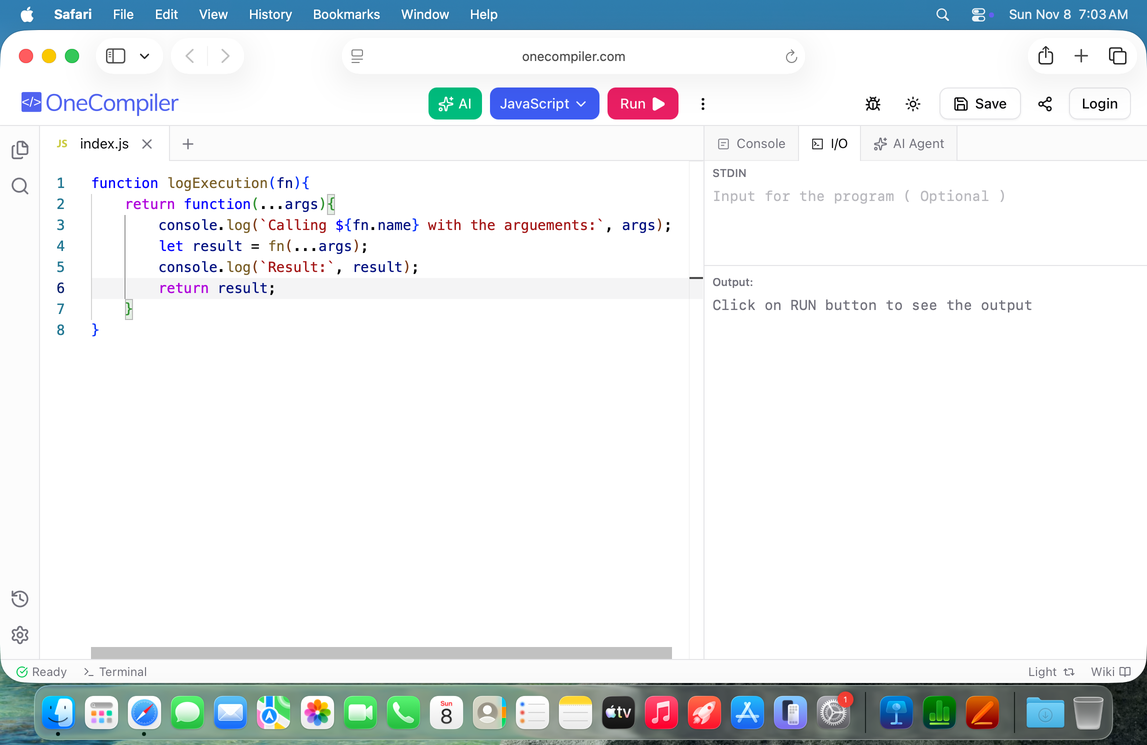 Safari File Edit View History Bookmarks Window Help Sun Nov 8 7:03 AM
onecompiler.com
</> OneCompiler AI JavaScript Run Save Login
JS index.js Console I/O AI Agent
1 function logExecution(fn){
2 return function(...args){
3 console.log(`Calling ${fn.name} with the arguements:`, args);
4 let result = fn(...args);
5 console.log(`Result:`, result);
6 return result;
7 }
8 }
STDIN
Input for the program ( Optional )
Output:
Click on RUN button to see the output
Ready >_ Terminal Light Wiki
Sun
8
tv
1